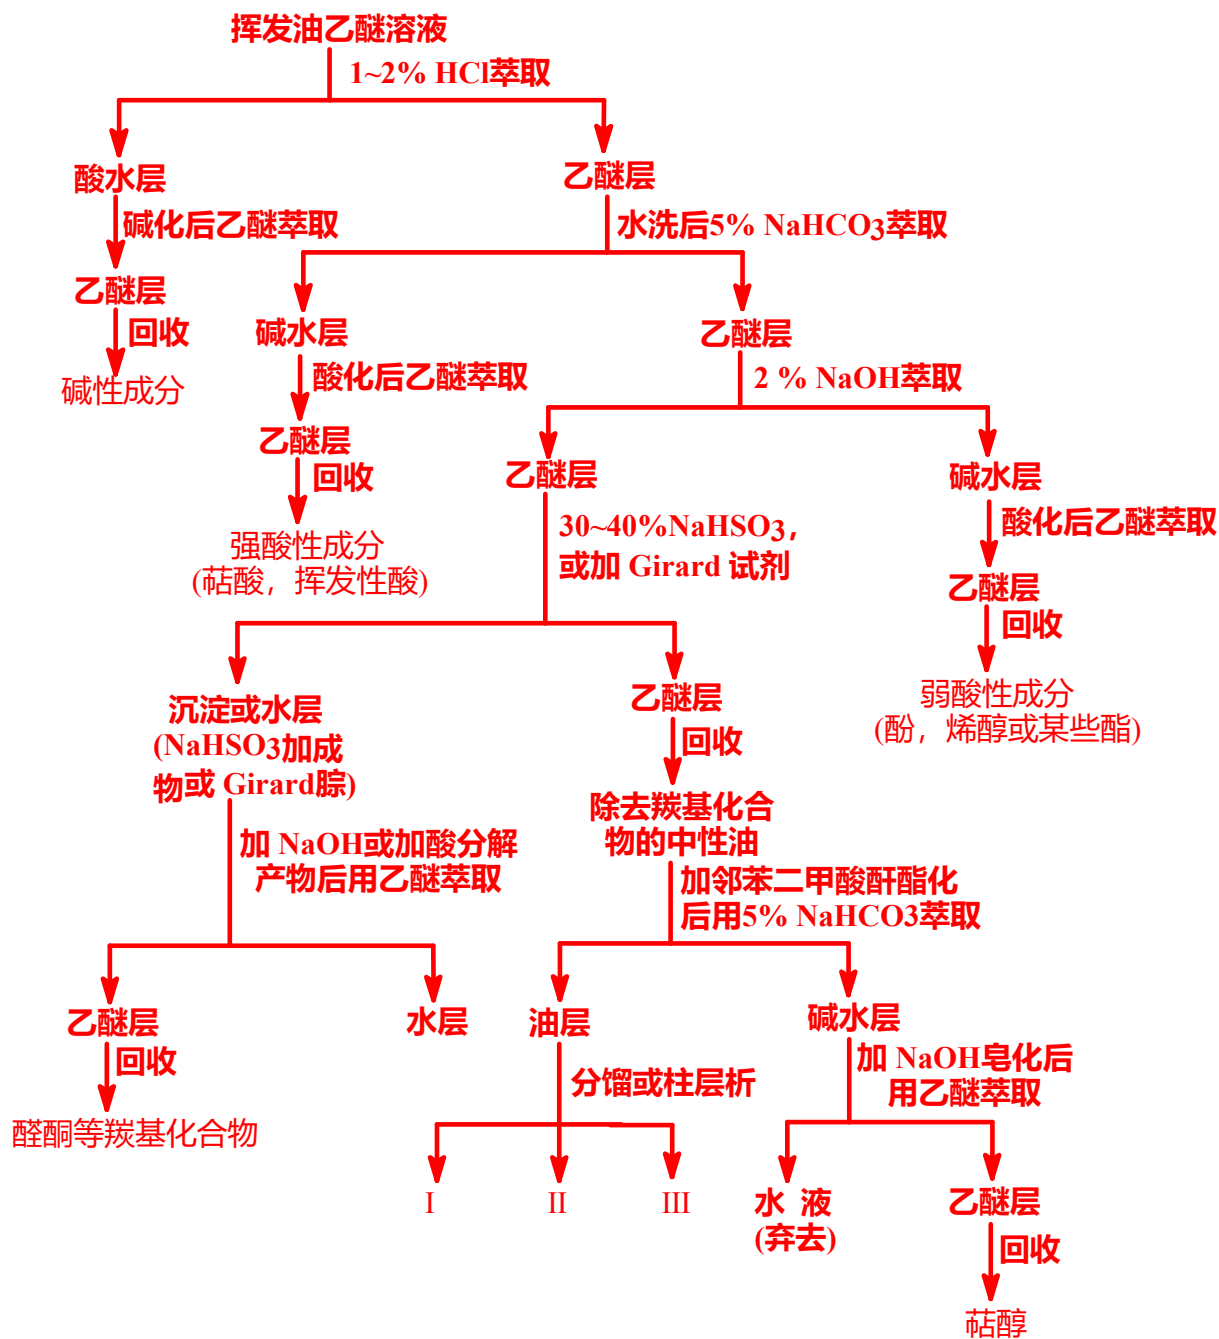 挥发油乙醚溶液
1~2% HCl萃取
酸水层
乙醚层
碱化后乙醚萃取
水洗后5% NaHCO3萃取
乙醚层
回收
碱性成分
碱水层
乙醚层
酸化后乙醚萃取
2 % NaOH萃取
乙醚层
回收
强酸性成分
(萜酸，挥发性酸)
乙醚层
碱水层
30~40%NaHSO3，
或加 Girard 试剂
酸化后乙醚萃取
乙醚层
回收
弱酸性成分
(酚，烯醇或某些酯)
沉淀或水层
(NaHSO3加成
物或 Girard腙)
乙醚层
回收
除去羰基化合
物的中性油
加 NaOH或加酸分解
产物后用乙醚萃取
加邻苯二甲酸酐酯化
后用5% NaHCO3萃取
乙醚层
水层
油层
碱水层
回收
醛酮等羰基化合物
分馏或柱层析
加 NaOH皂化后
用乙醚萃取
I
II
III
水 液
(弃去)
乙醚层
回收
萜醇